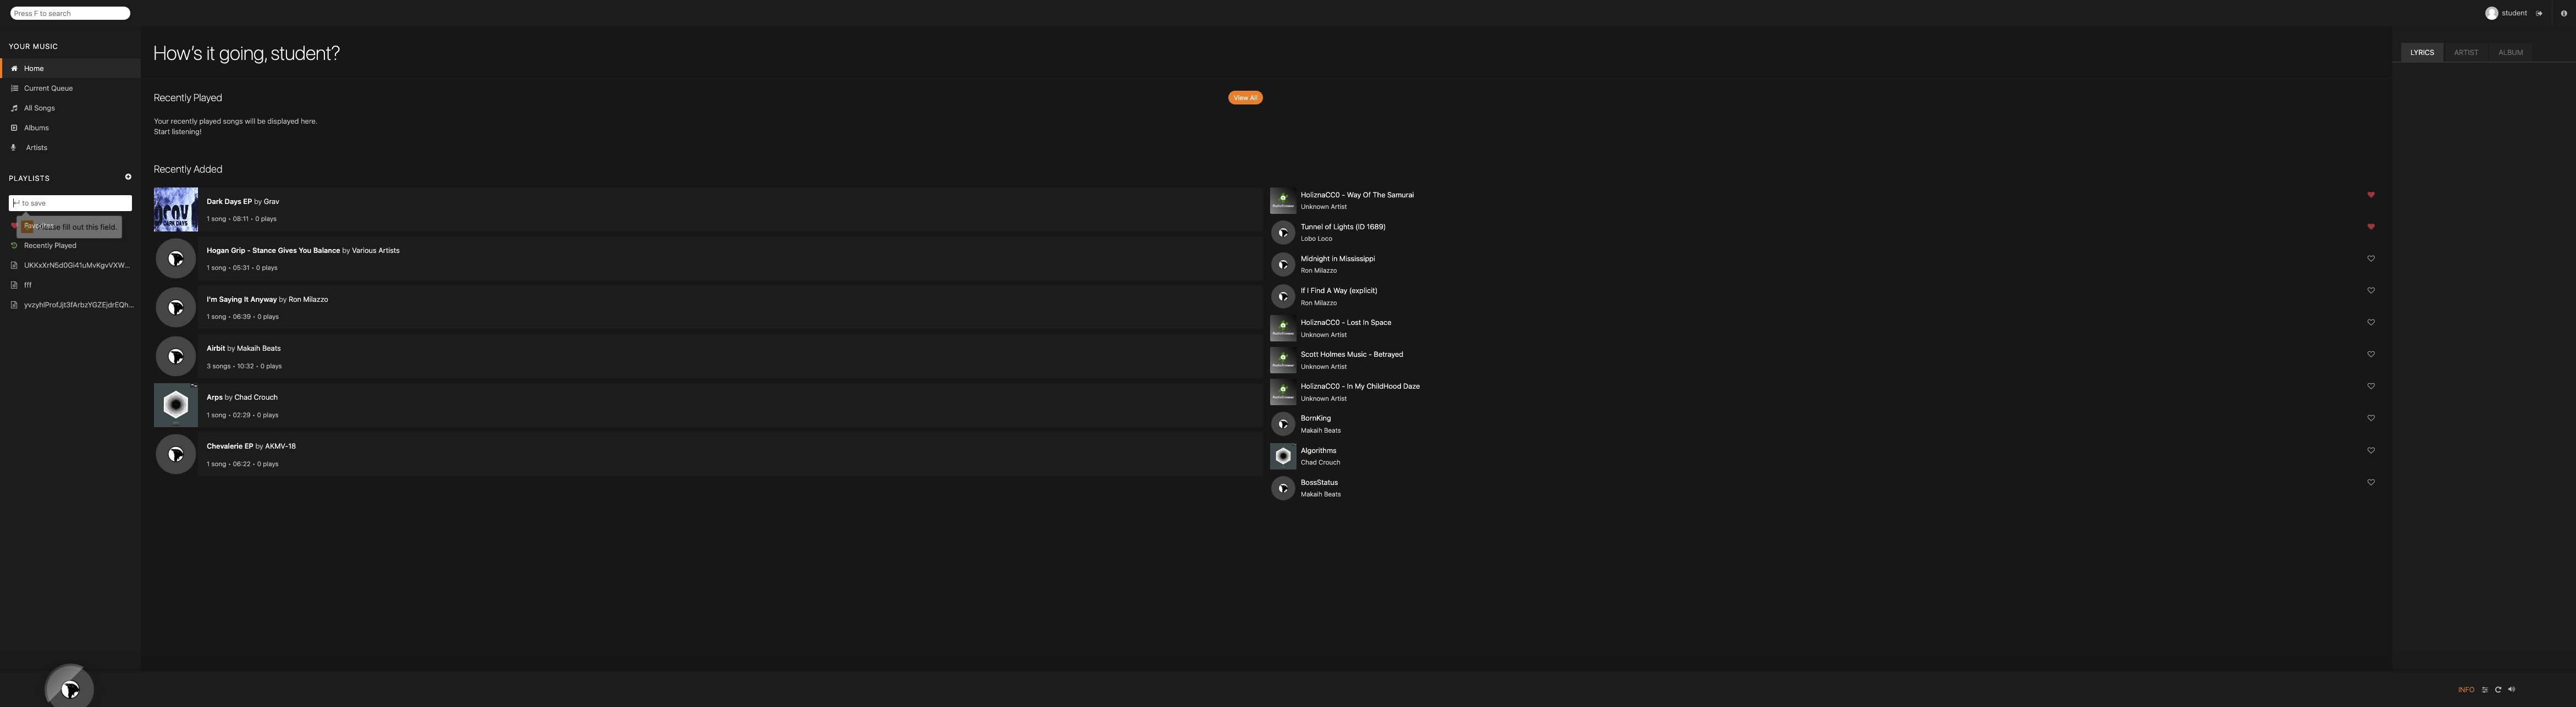 Press F to search
student
YOUR MUSIC
Home
Current Queue
All Songs
Albums
Artists
PLAYLISTS
↵ to save
fill out this field.
Recently Played
UKKxXrN5d0Gi41uMvKgvVXW...
fff
yvzyhlProfJjt3fArbzYGZEjdrEQh...
How's it going, student?
Recently Played
View All
Your recently played songs will be displayed here.
Start listening!
Recently Added
Dark Days EP by Grav
1 song • 08:11 • 0 plays
Hogan Grip - Stance Gives You Balance by Various Artists
1 song • 05:31 • 0 plays
I'm Saying It Anyway by Ron Milazzo
1 song • 06:39 • 0 plays
Airbit by Makaih Beats
3 songs • 10:32 • 0 plays
Arps by Chad Crouch
1 song • 02:29 • 0 plays
Chevalerie EP by AKMV-18
1 song • 06:22 • 0 plays
HoliznaCC0 - Way Of The Samurai
Unknown Artist
Tunnel of Lights (ID 1689)
Lobo Loco
Midnight in Mississippi
Ron Milazzo
If I Find A Way (explicit)
Ron Milazzo
HoliznaCC0 - Lost In Space
Unknown Artist
Scott Holmes Music - Betrayed
Unknown Artist
HoliznaCC0 - In My ChildHood Daze
Unknown Artist
BornKing
Makaih Beats
Algorithms
Chad Crouch
BossStatus
Makaih Beats
LYRICS
ARTIST
ALBUM
INFO